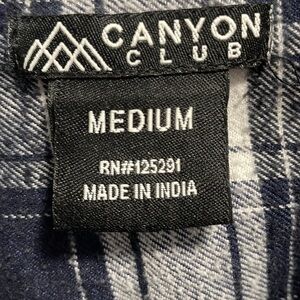 CANYON
CLUB
MEDIUM
RN#125291
MADE IN INDIA